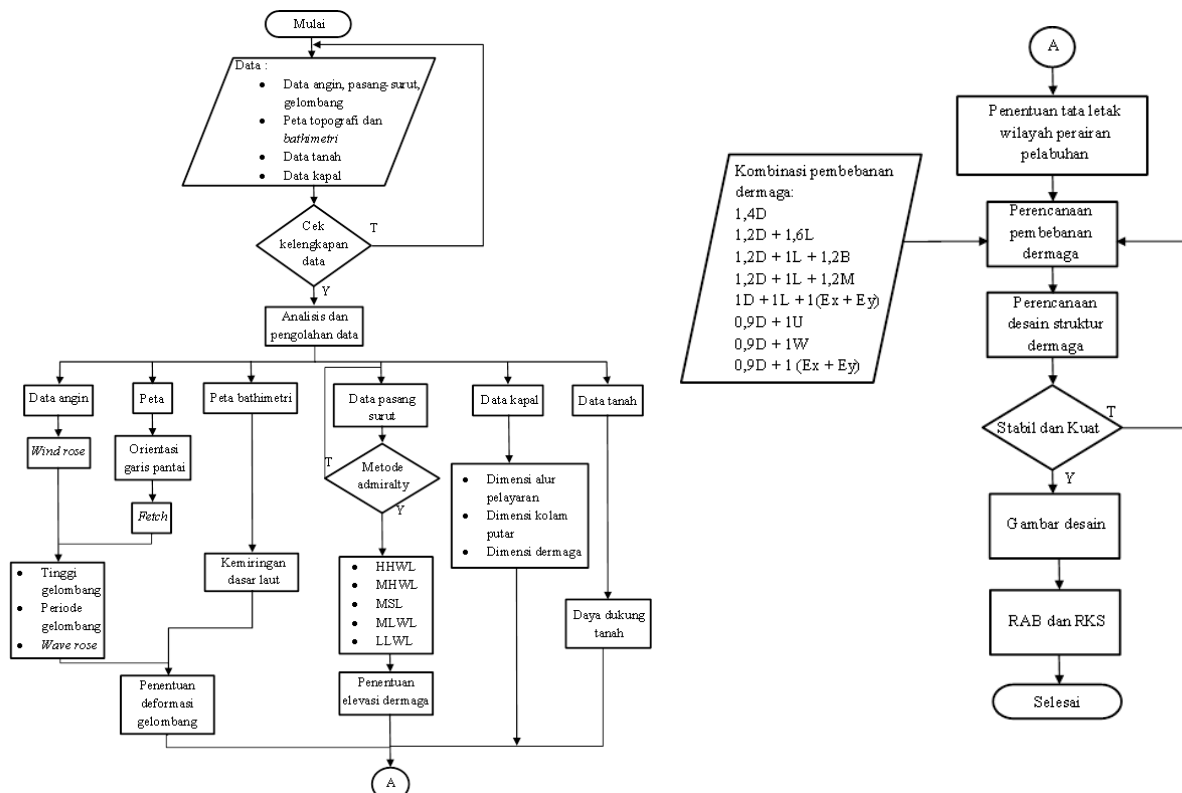 Mulai
Data :
• Data angin, pasang-surut,
gelombang
• Peta topografi dan
bathimetri
• Data tanah
• Data kapal
Cek
kelengkapan
data
T
Y
Analisis dan
pengolahan data
Data angin
Peta
Peta bathimetri
Data pasang
surut
Data kapal
Data tanah
Wind rose
Orientasi
garis pantai
Fetch
T
Metode
admiralty
Y
• Dimensi alur
pelayaran
• Dimensi kolam
putar
• Dimensi dermaga
• Tinggi
gelombang
• Periode
gelombang
• Wave rose
Kemiringan
dasar laut
• HHWL
• MHWL
• MSL
• MLWL
• LLWL
Daya dukung
tanah
Penentuan
deformasi
gelombang
Penentuan
elevasi dermaga
A
A
Penentuan tata letak
wilayah perairan
pelabuhan
Kombinasi pembebanan
dermaga:
1,4D
1,2D + 1,6L
1,2D + 1L + 1,2B
1,2D + 1L + 1,2M
1D + 1L + 1(Ex + Ey)
0,9D + 1U
0,9D + 1W
0,9D + 1 (Ex + Ey)
Perencanaan
pembebanan
dermaga
Perencanaan
desain struktur
dermaga
Stabil dan Kuat
T
Y
Gambar desain
RAB dan RKS
Selesai